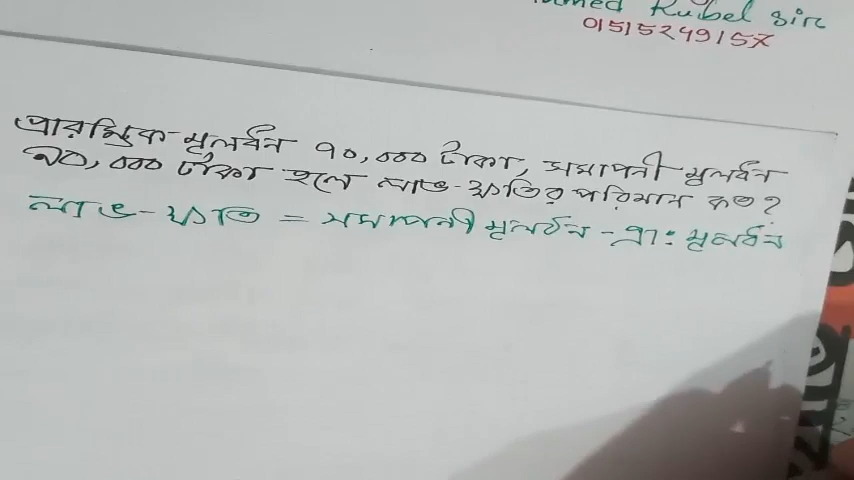 Rubel sir
01515249157
প্রারম্ভিক-মূলধন ৭০,০০০ টাকা, সমাপনী মূলধন
৯০,০০০ টাকা হলে লাভ-ক্ষতির পরিমান কত?
লাভ-ক্ষতি = সমাপনী মূলধন - প্রা: মূলধন